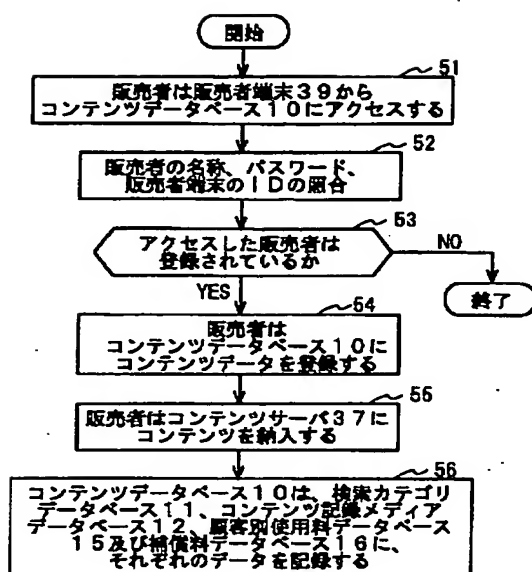 開始
51
販売者は販売者端末39から
コンテンツデータベース10にアクセスする
52
販売者の名称、パスワード、
販売者端末のIDの照合
53
アクセスした販売者は
登録されているか
NO
終了
YES
54
販売者は
コンテンツデータベース10に
コンテンツデータを登録する
55
販売者はコンテンツサーバ37に
コンテンツを納入する
56
コンテンツデータベース10は、検索カテゴリ
データベース11、コンテンツ記録メディア
データベース12、顧客別使用料データベース
15及び補償料データベース16に、
それぞれのデータを記録する